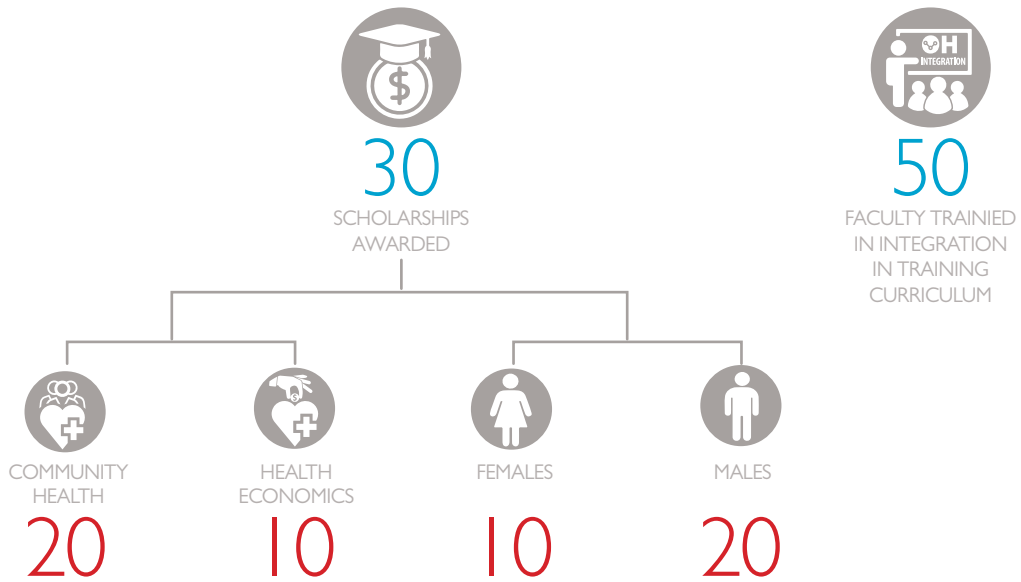 OH
INTEGRATION
$
30
SCHOLARSHIPS
AWARDED
50
FACULTY TRAINIED
IN INTEGRATION
IN TRAINING
CURRICULUM
$
COMMUNITY
HEALTH
20
HEALTH
ECONOMICS
10
FEMALES
10
MALES
20